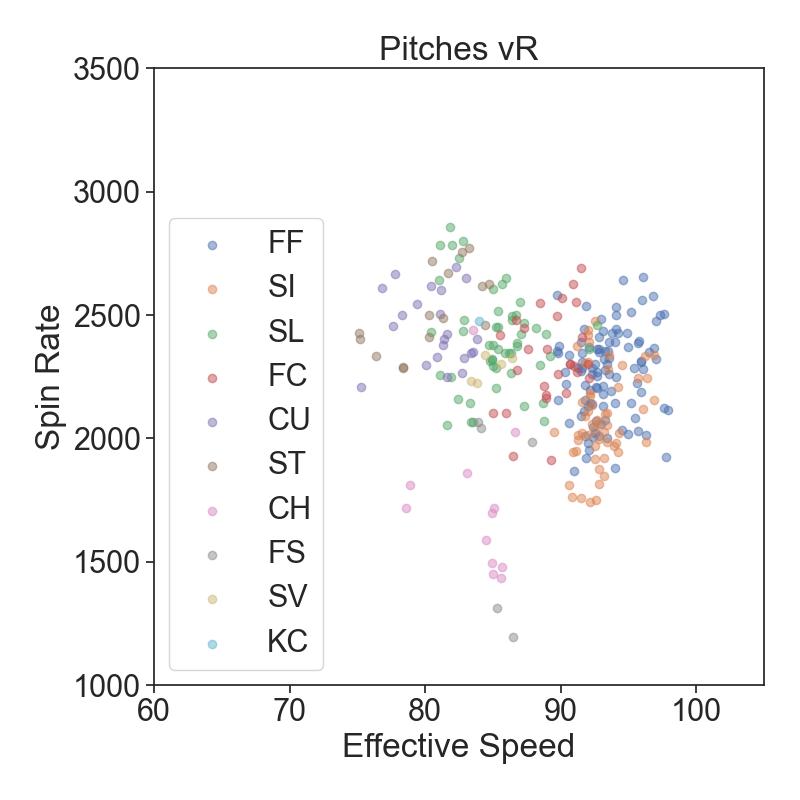 Pitches vR
3500
3000
2500
2000
1500
1000
Spin Rate
FF
SI
SL
FC
CU
ST
CH
FS
SV
KC
60 70 80 90 100
Effective Speed